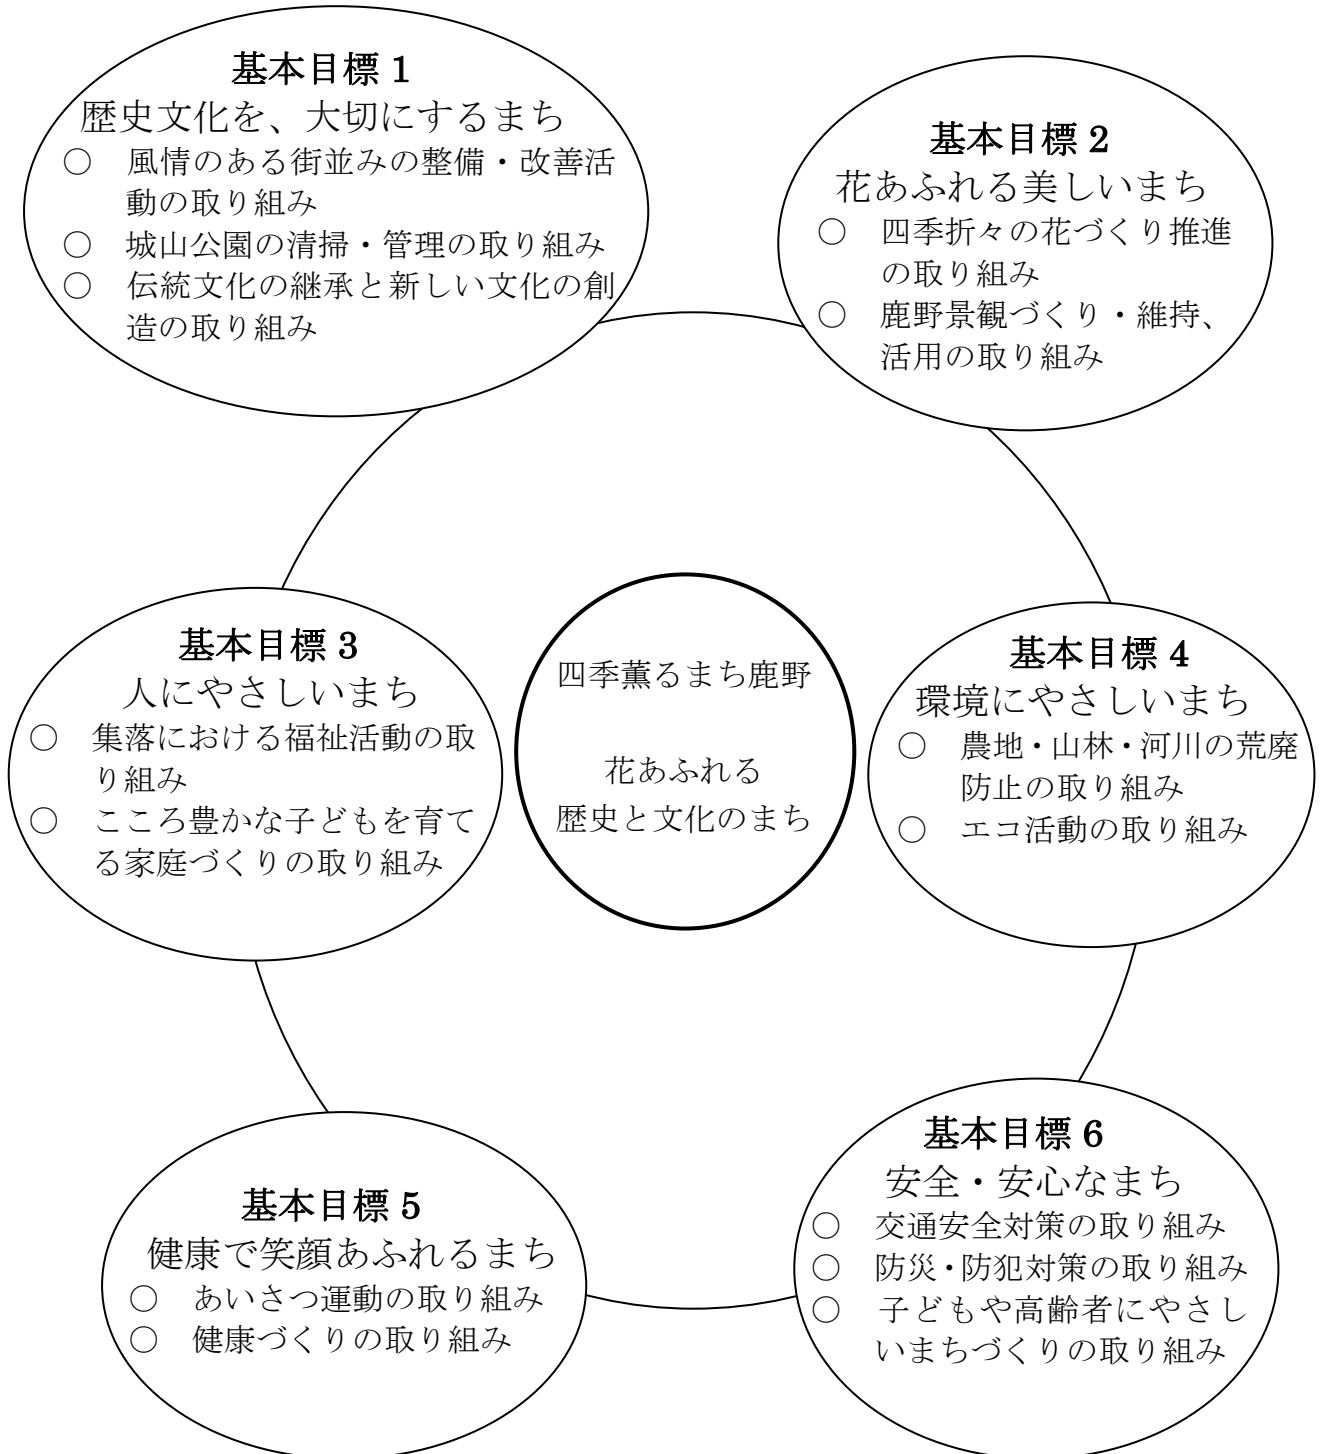 基本目標 1
歴史文化を、大切にするまち
○ 風情のある街並みの整備・改善活
動の取り組み
○ 城山公園の清掃・管理の取り組み
○ 伝統文化の継承と新しい文化の創
造の取り組み
基本目標 2
花あふれる美しいまち
○ 四季折々の花づくり推進
の取り組み
○ 鹿野景観づくり・維持、
活用の取り組み
基本目標 3
人にやさしいまち
○ 集落における福祉活動の取
り組み
○ こころ豊かな子どもを育て
る家庭づくりの取り組み
四季薫るまち鹿野
花あふれる
歴史と文化のまち
基本目標 4
環境にやさしいまち
○ 農地・山林・河川の荒廃
防止の取り組み
○ エコ活動の取り組み
基本目標 5
健康で笑顔あふれるまち
○ あいさつ運動の取り組み
○ 健康づくりの取り組み
基本目標 6
安全・安心なまち
○ 交通安全対策の取り組み
○ 防災・防犯対策の取り組み
○ 子どもや高齢者にやさし
いまちづくりの取り組み